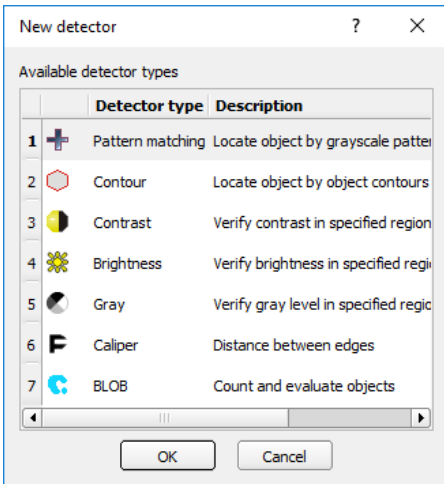 New detector ?
Available detector types
Detector type Description
1 Pattern matching Locate object by grayscale patter
2 Contour Locate object by object contours
3 Contrast Verify contrast in specified region
4 Brightness Verify brightness in specified regi
5 Gray Verify gray level in specified regio
6 Caliper Distance between edges
7 BLOB Count and evaluate objects
OK Cancel